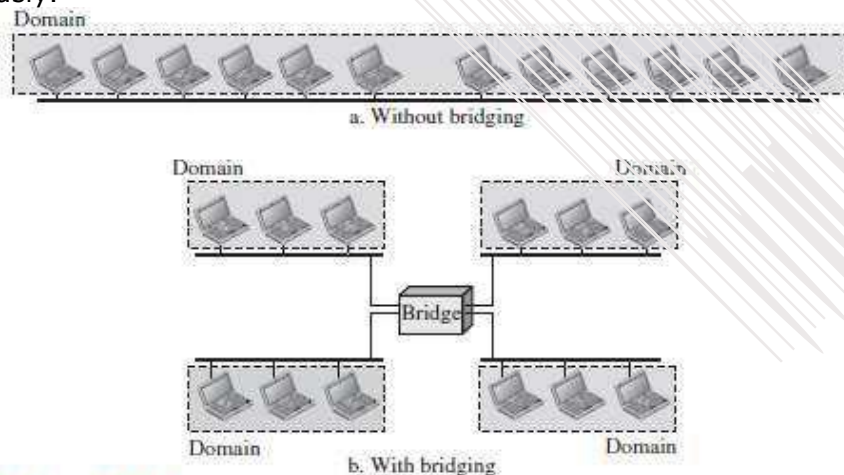 Domain
a. Without bridging
Domain
Domain
Bridge
Domain
Domain
b. With bridging